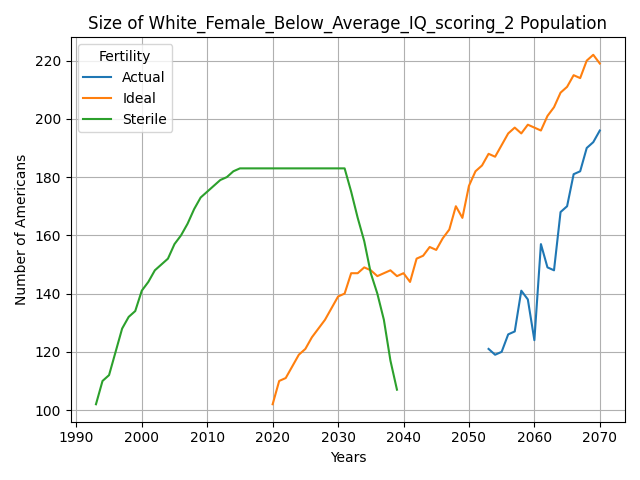 Size of White_Female_Below_Average_IQ_scoring_2 Population
Fertility
Actual
Ideal
Sterile
Number of Americans
220
200
180
160
140
120
100
1990
2000
2010
2020
2030
2040
2050
2060
2070
Years